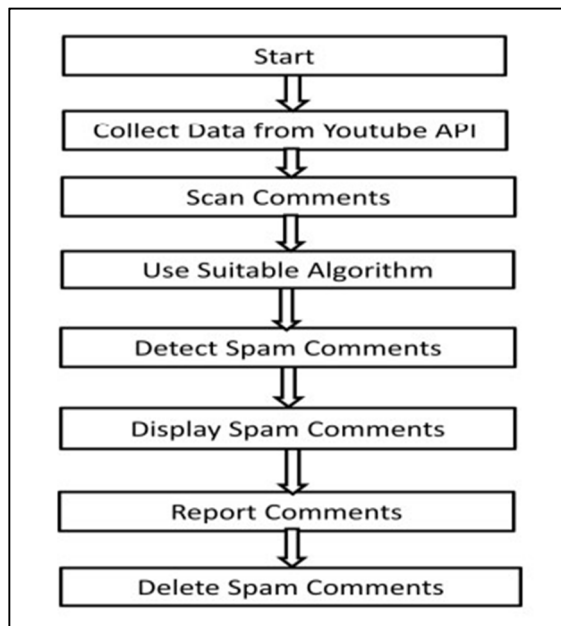 Start
Collect Data from Youtube API
Scan Comments
Use Suitable Algorithm
Detect Spam Comments
Display Spam Comments
Report Comments
Delete Spam Comments